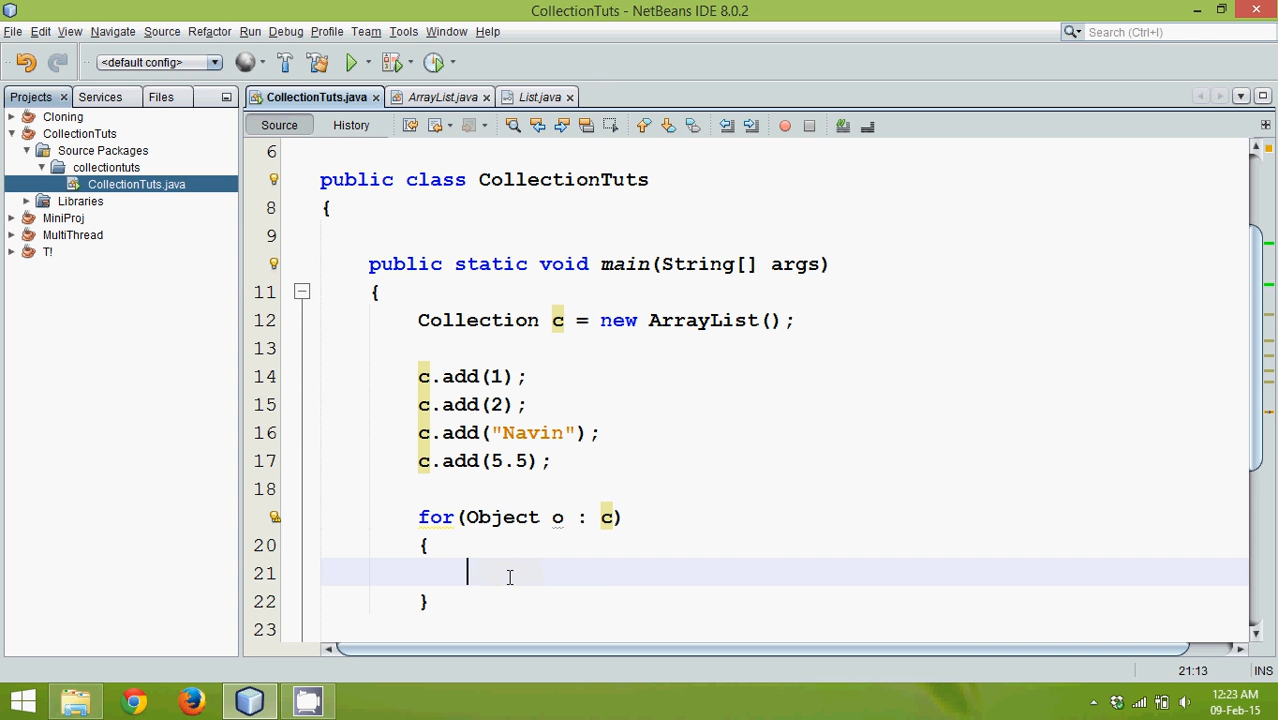 CollectionTuts - NetBeans IDE 8.0.2
File Edit View Navigate Source Refactor Run Debug Profile Team Tools Window Help
Search (Ctrl+I)
<default config>
Projects Services Files
CollectionTuts.java ArrayList.java List.java
Source History
Cloning
CollectionTuts
Source Packages
collectiontuts
CollectionTuts.java
Libraries
MiniProj
MultiThread
T!
6
public class CollectionTuts
8 {
9
public static void main(String[] args)
11 {
12 Collection c = new ArrayList();
13
14 c.add(1);
15 c.add(2);
16 c.add("Navin");
17 c.add(5.5);
18
for(Object o : c)
20 {
21
22 }
23
21:13 INS
12:23 AM
09-Feb-15